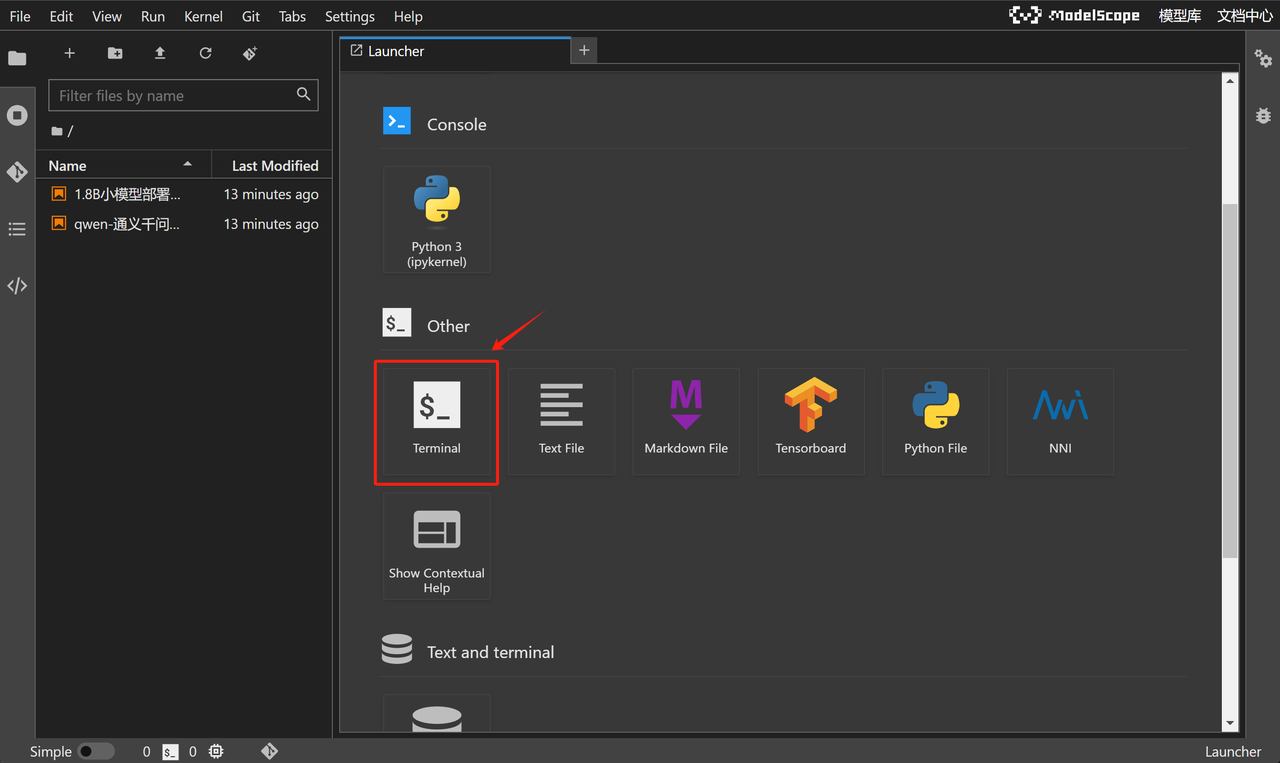 File Edit View Run Kernel Git Tabs Settings Help
ModelScope 模型库 文档中心
Launcher
Filter files by name
/
Name Last Modified
1.8B小模型部署... 13 minutes ago
qwen-通义千问... 13 minutes ago
Console
Python 3
(ipykernel)
$_ Other
$_
Terminal
Text File
M
Markdown File
Tensorboard
Python File
NNI
Show Contextual
Help
Text and terminal
Simple 0 $_ 0
Launcher